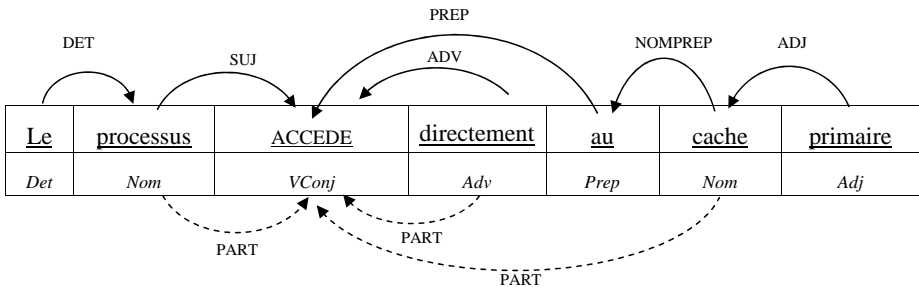 PREP
DET NOMPREP ADJ
SUJ ADV
Le processus ACCEDE directement au cache primaire
Det Nom VConj Adv Prep Nom Adj
PART PART
PART